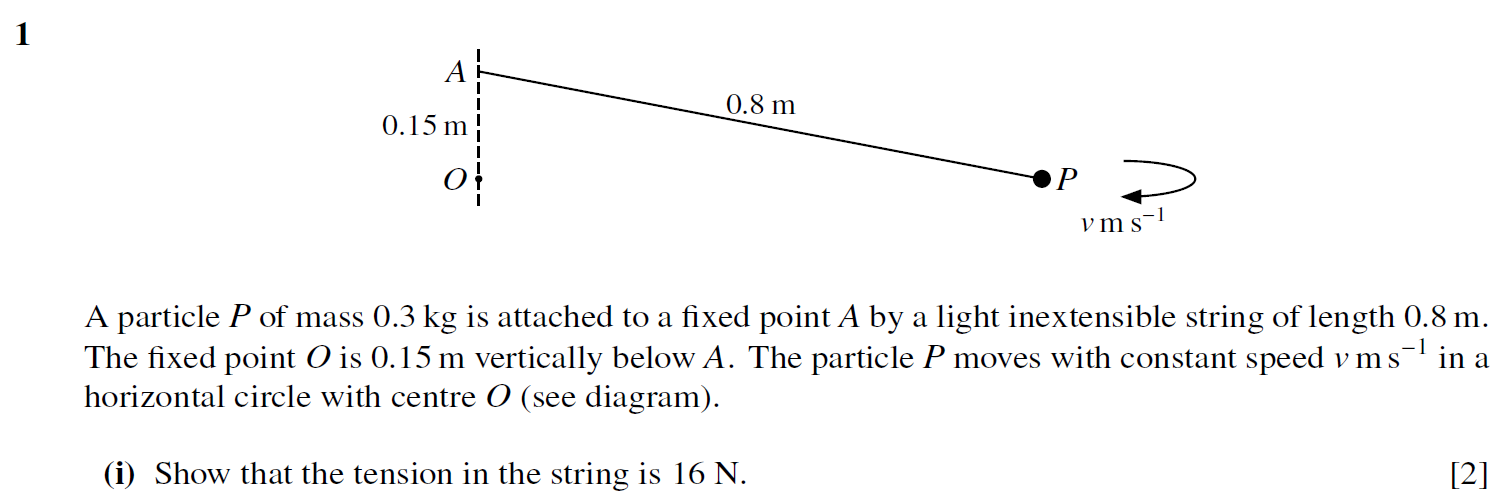 1
A
0.8 m
0.15 m
O
P
v m s⁻¹
A particle P of mass 0.3 kg is attached to a fixed point A by a light inextensible string of length 0.8 m.
The fixed point O is 0.15 m vertically below A. The particle P moves with constant speed v m s⁻¹ in a
horizontal circle with centre O (see diagram).
(i) Show that the tension in the string is 16 N. [2]